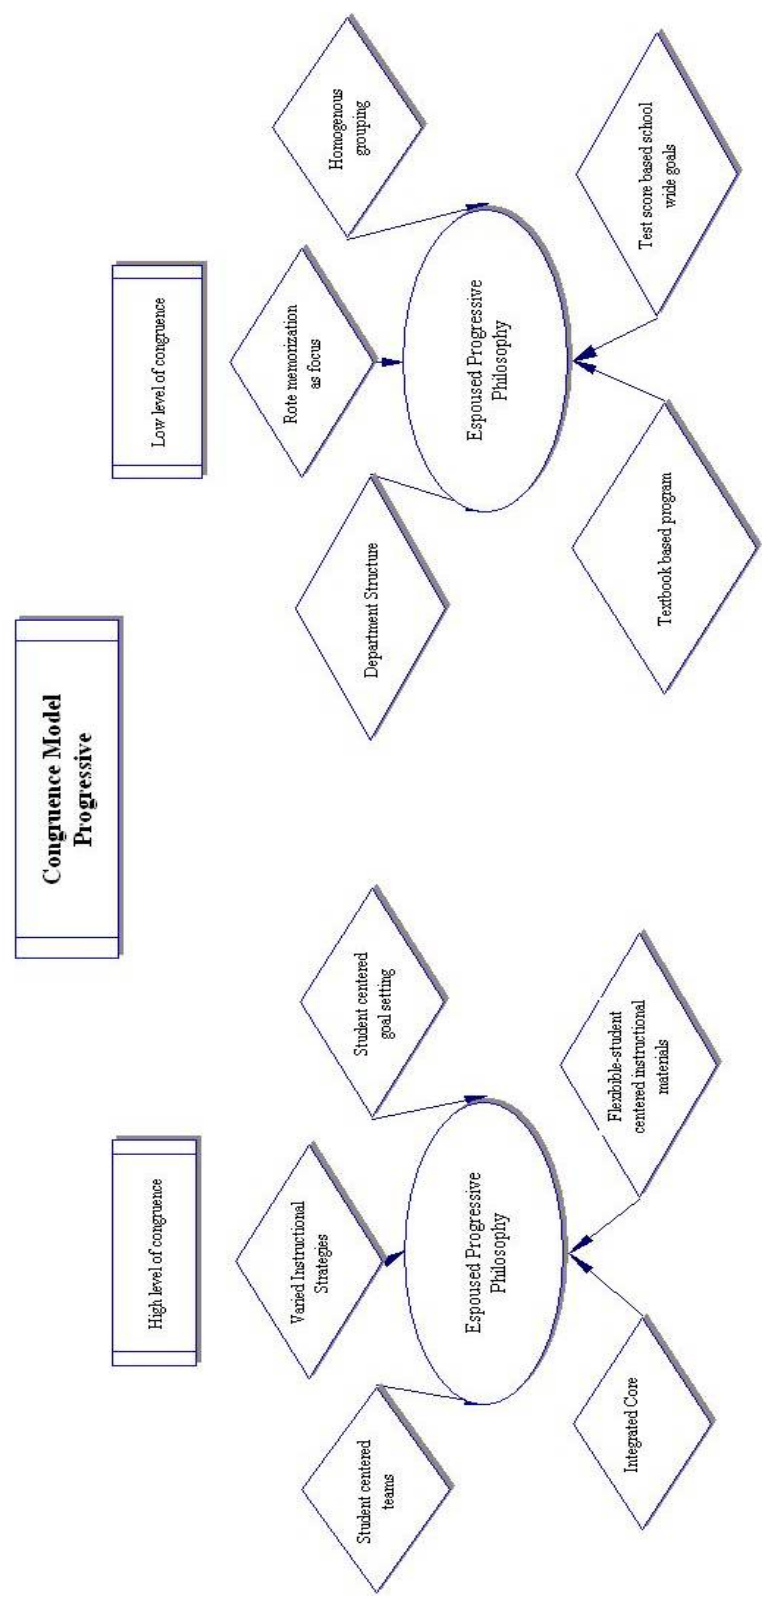 Congruence Model
Progressive
High level of congruence
Student centered
teams
Varied Instructional
Strategies
Student centered
goal setting
Espoused Progressive
Philosophy
Integrated Core
Flexibible-student
centered instructional
materials
Low level of congruence
Department Structure
Rote memorization
as focus
Homogenous
grouping
Espoused Progressive
Philosophy
Textbook based program
Test score based school
wide goals